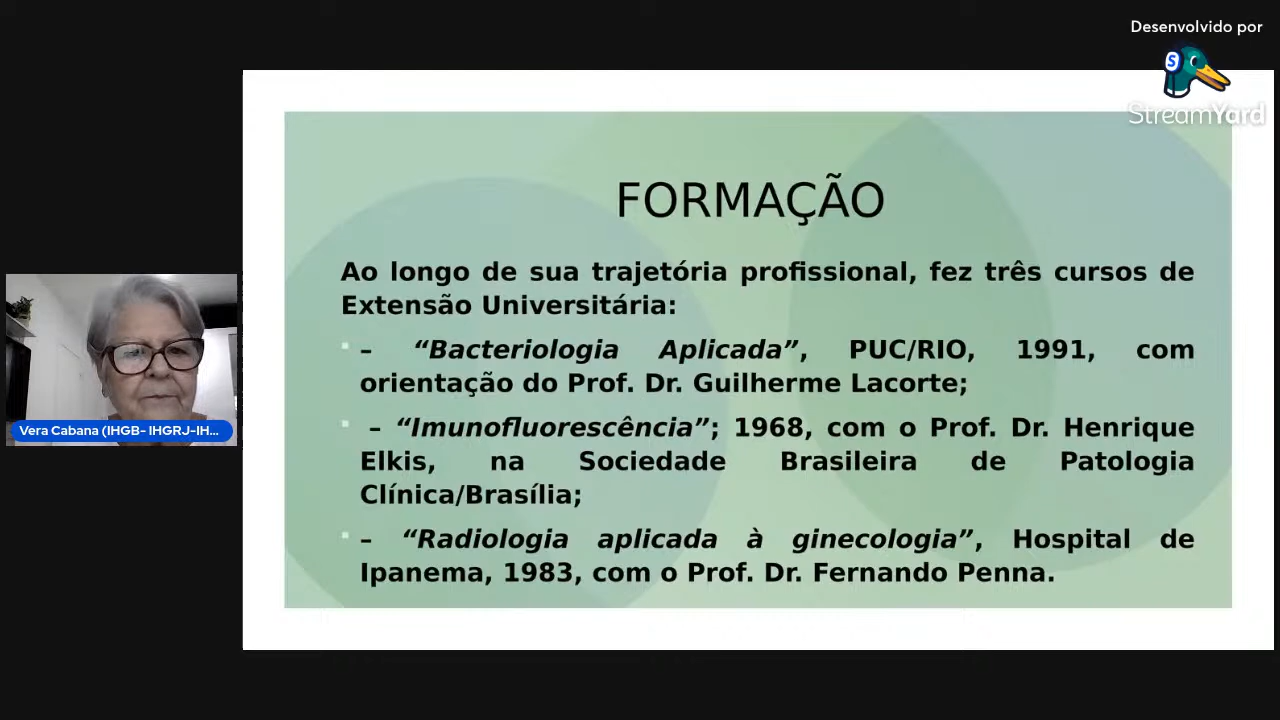 Desenvolvido por
StreamYard
FORMAÇÃO
Ao longo de sua trajetória profissional, fez três cursos de
Extensão Universitária:
– “Bacteriologia Aplicada”, PUC/RIO, 1991, com
orientação do Prof. Dr. Guilherme Lacorte;
– “Imunofluorescência”; 1968, com o Prof. Dr. Henrique
Elkis, na Sociedade Brasileira de Patologia
Clínica/Brasília;
– “Radiologia aplicada à ginecologia”, Hospital de
Ipanema, 1983, com o Prof. Dr. Fernando Penna.
Vera Cabana (IHGB- IHGRJ-IH...